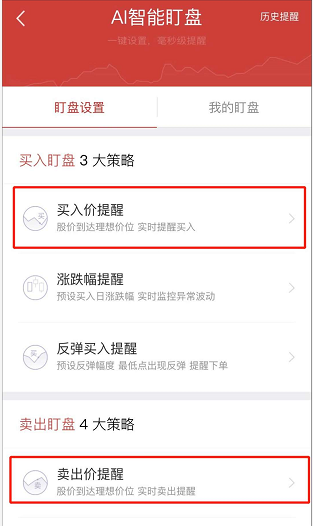 AI智能盯盘
历史提醒
一键设置，毫秒级提醒
盯盘设置
我的盯盘
买入盯盘 3 大策略
买入价提醒
股价到达理想价位 实时提醒买入
涨跌幅提醒
预设买入日涨跌幅 实时监控异常波动
反弹买入提醒
预设反弹幅度 最低点出现反弹 提醒下单
卖出盯盘 4 大策略
卖出价提醒
股价到达理想价位 实时卖出提醒